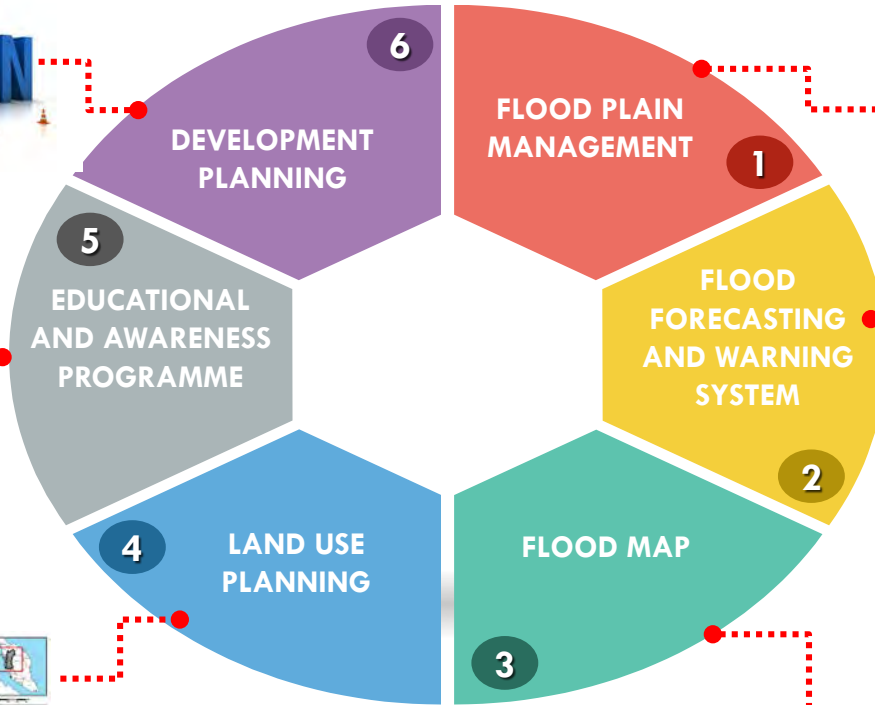 N
6
DEVELOPMENT
PLANNING
FLOOD PLAIN
MANAGEMENT
1
5
EDUCATIONAL
AND AWARENESS
PROGRAMME
FLOOD
FORECASTING
AND WARNING
SYSTEM
2
4
LAND USE
PLANNING
FLOOD MAP
3